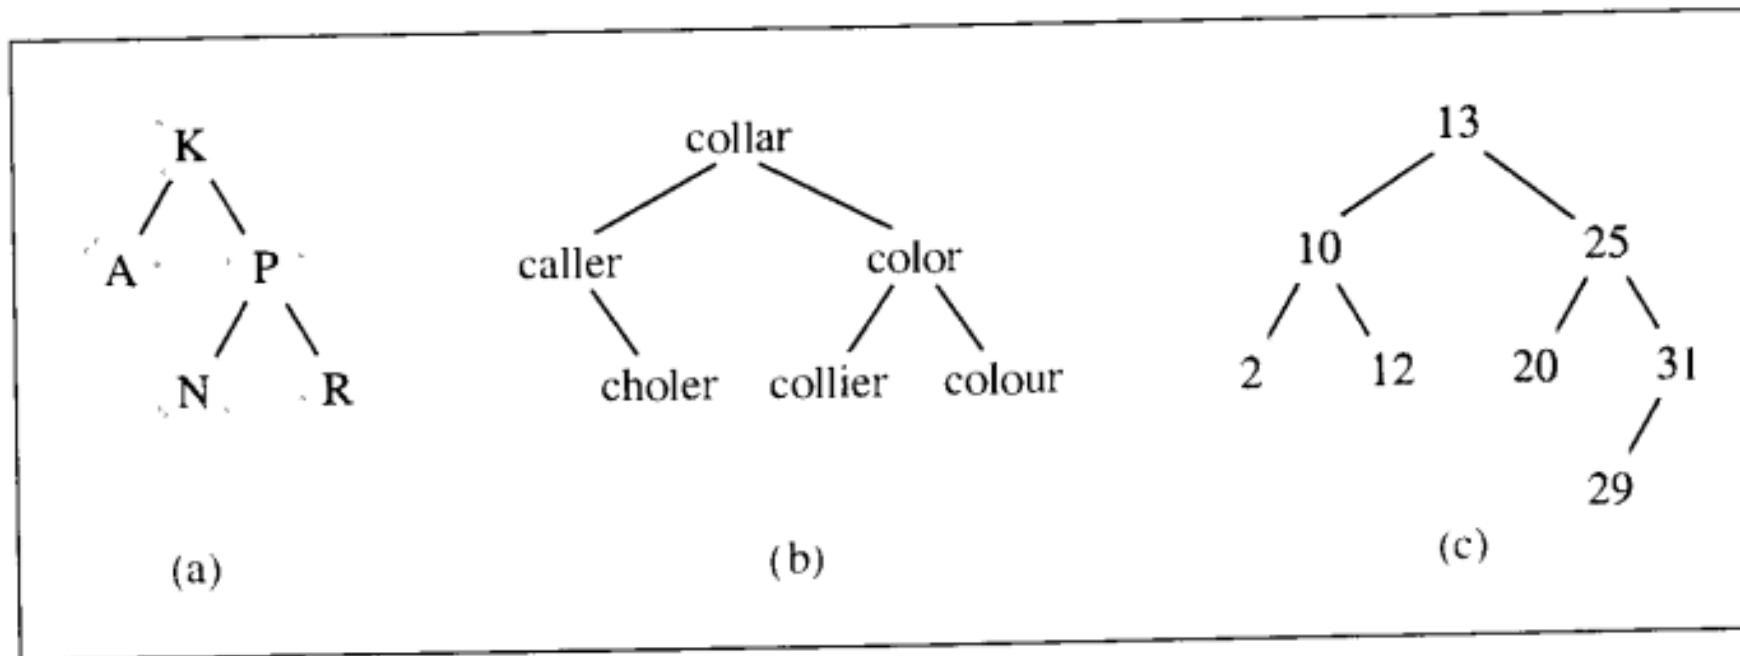 K collar 13
A P caller color 10 25
N R choler collier colour 2 12 20 31
29
(a) (b) (c)